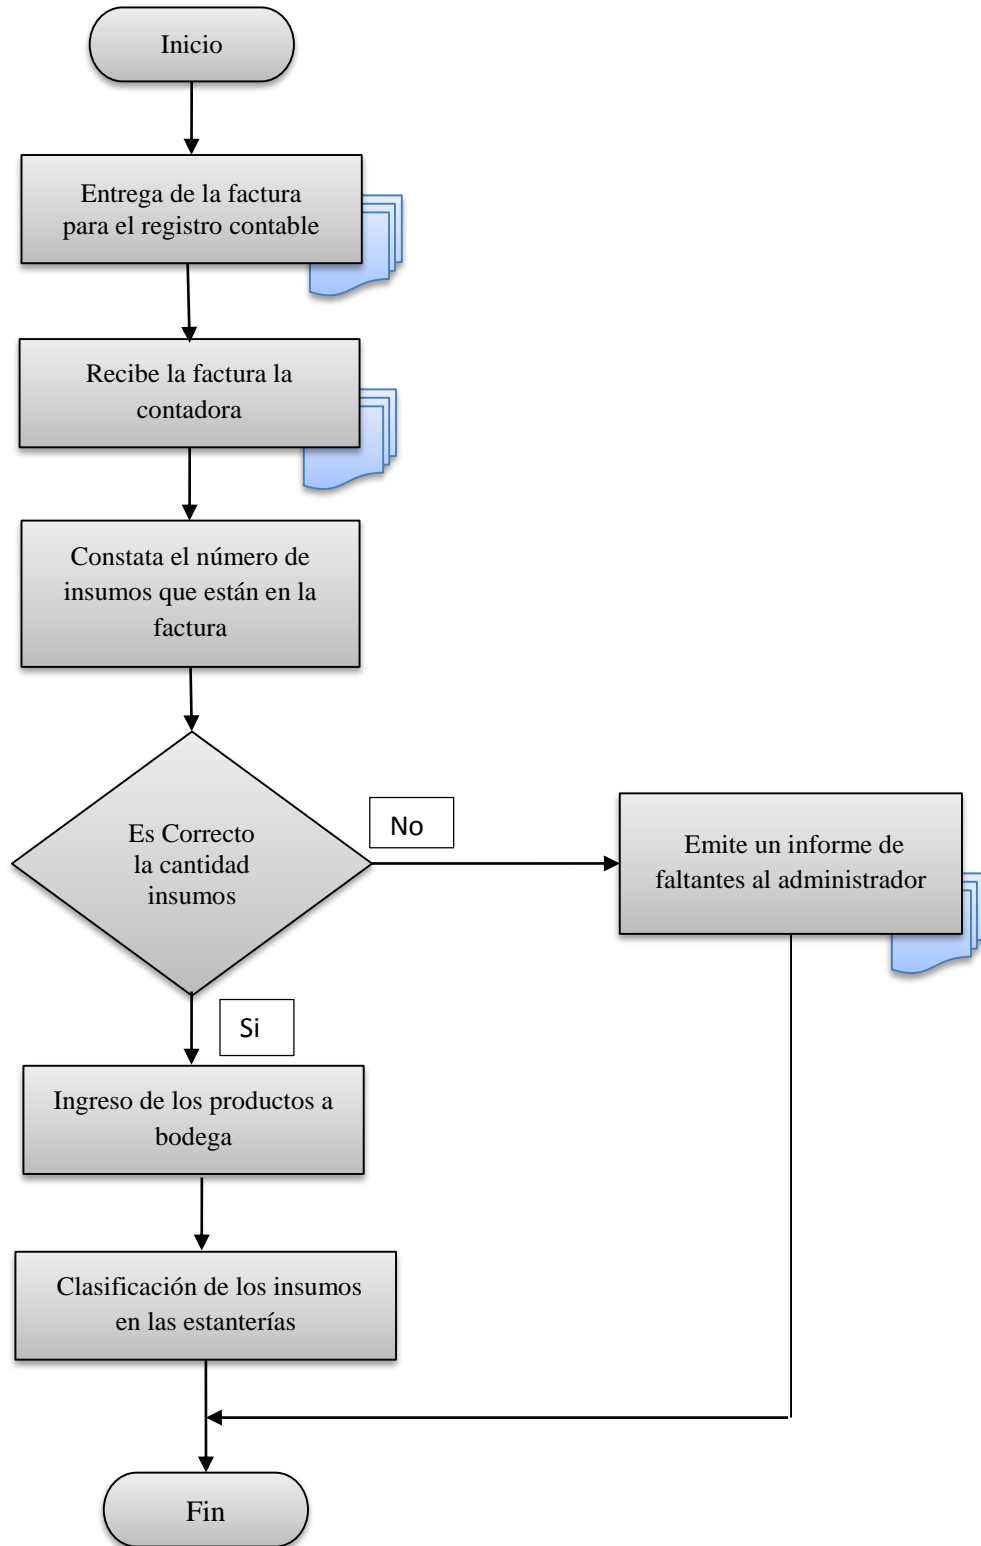 Inicio
Entrega de la factura
para el registro contable
Recibe la factura la
contadora
Constata el número de
insumos que están en la
factura
Es Correcto
la cantidad
insumos
No
Emite un informe de
faltantes al administrador
Si
Ingreso de los productos a
bodega
Clasificación de los insumos
en las estanterías
Fin